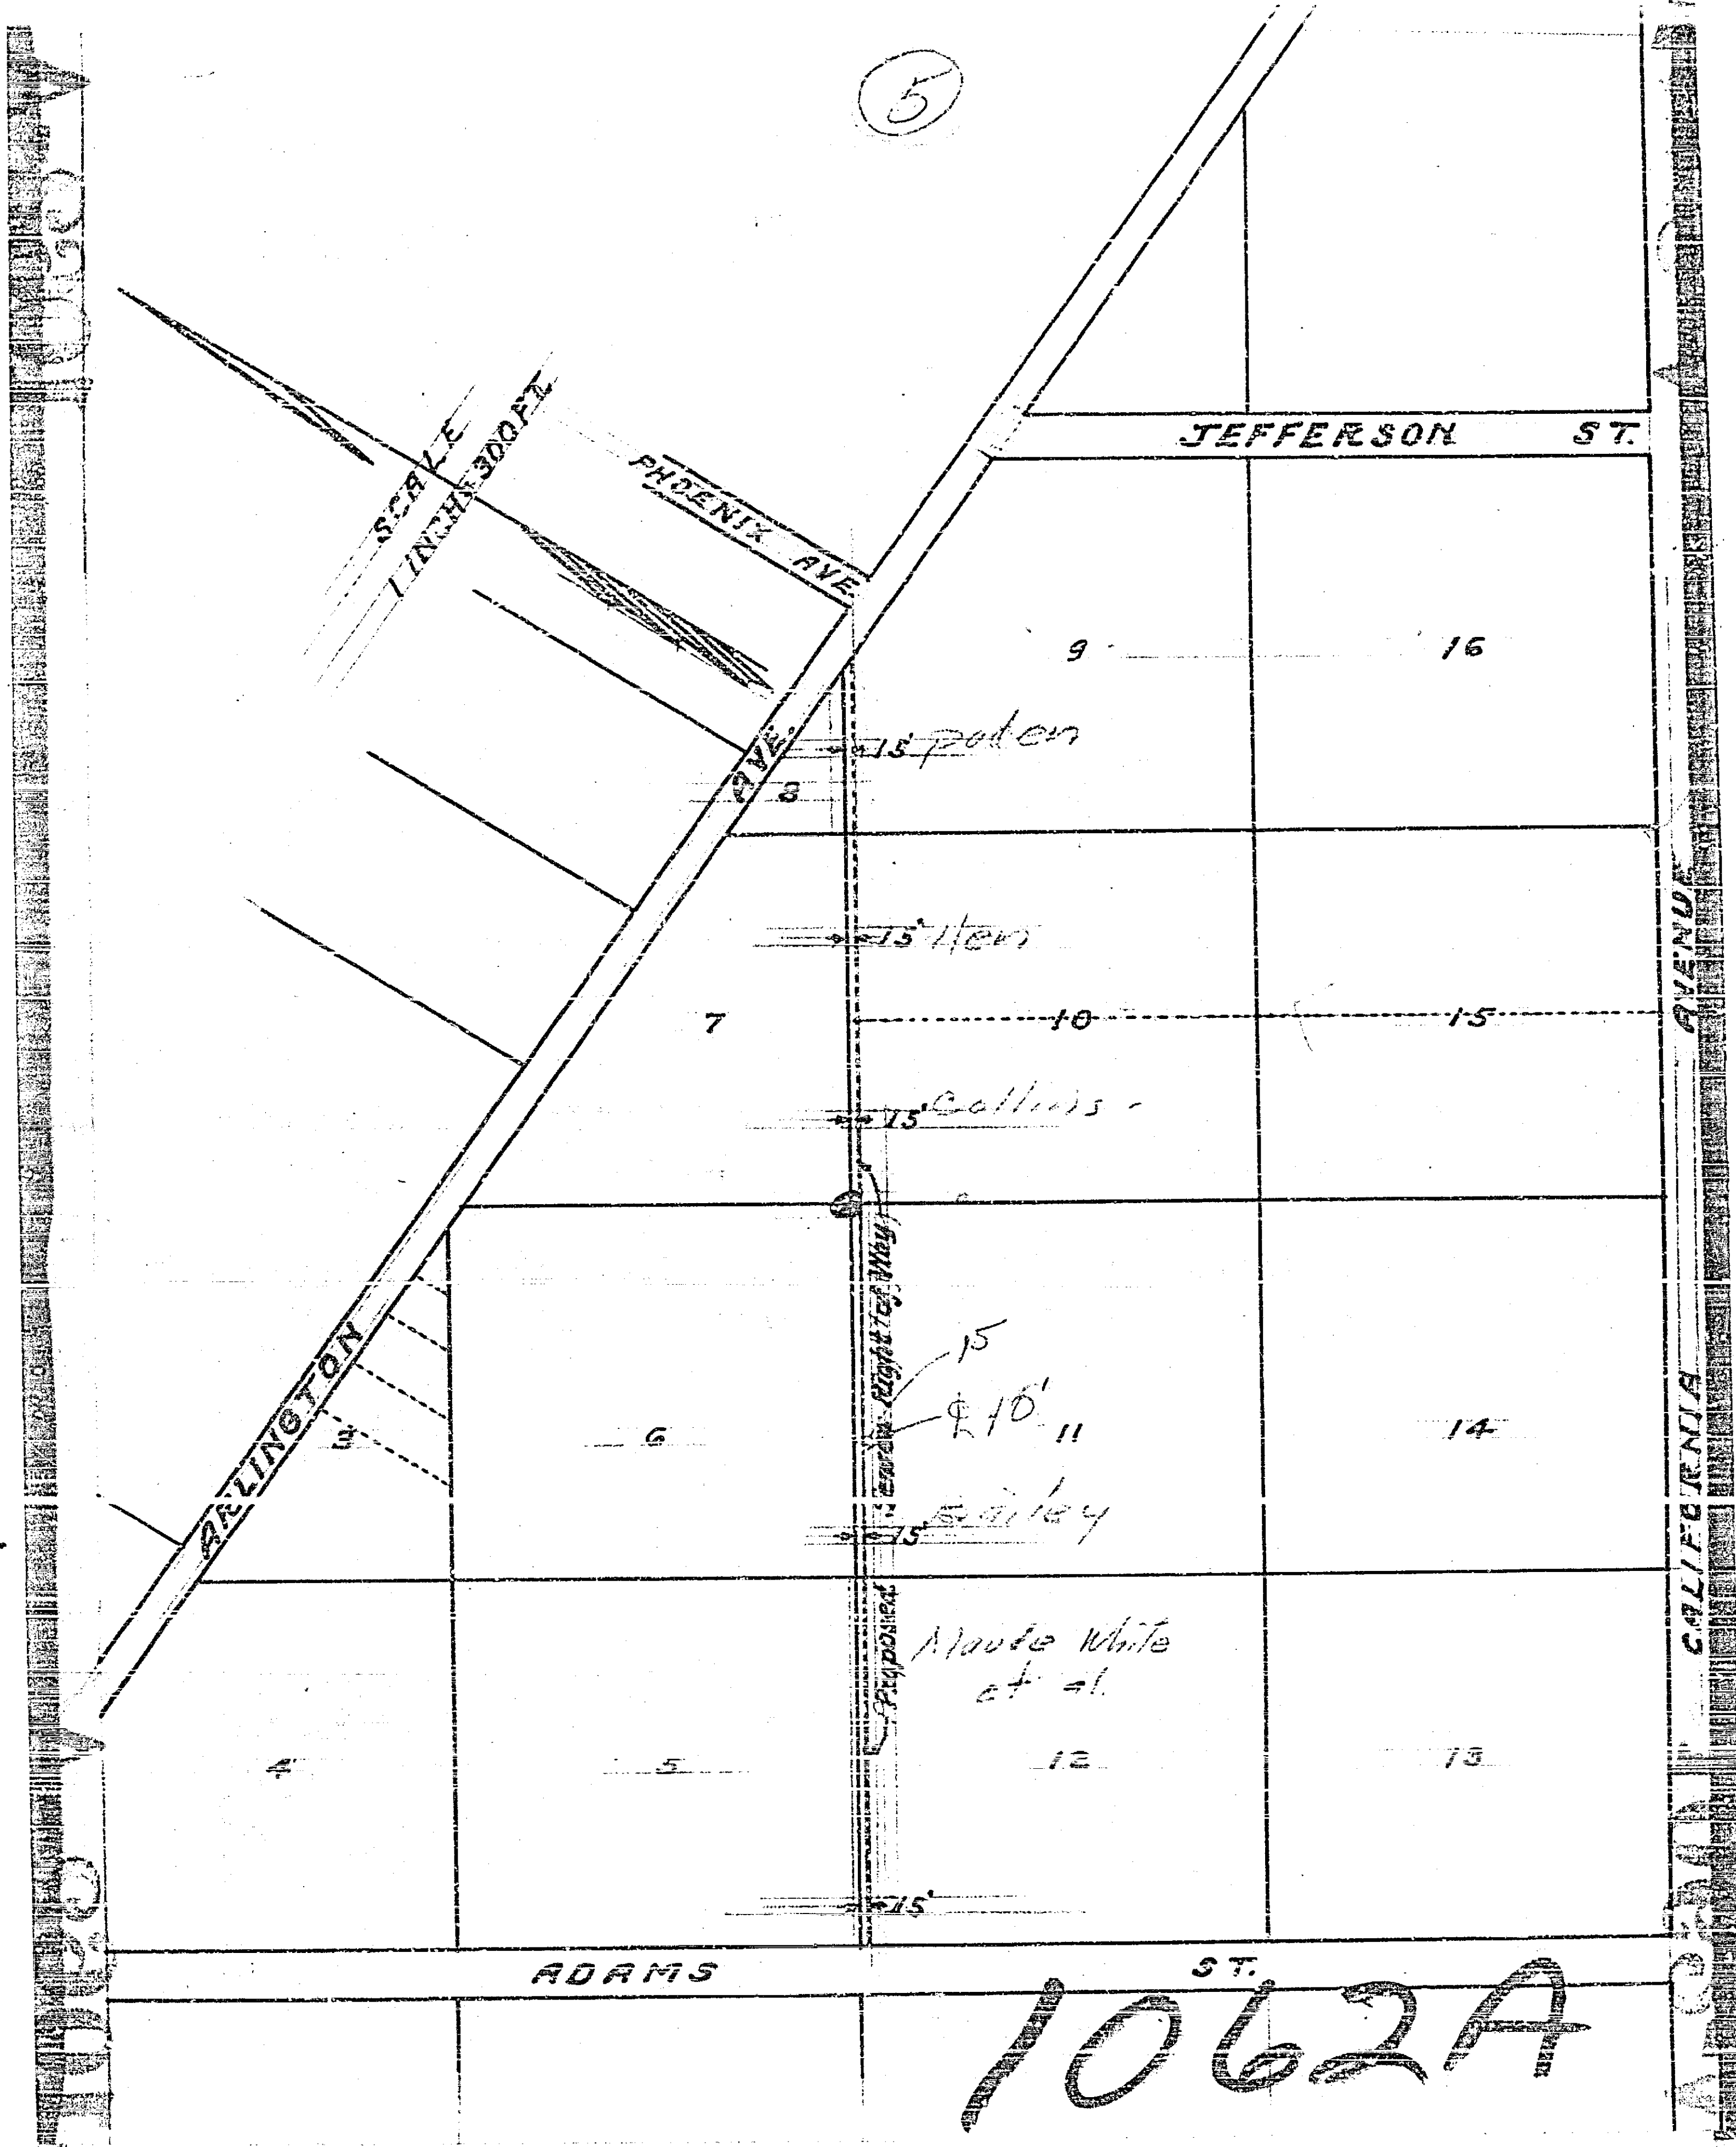 5
JEFFERSON ST.
SCALE
1 INCH = 300 FT.
PHOENIX AVE.
9
16
15'
AVE.
8
15'
7
10
15
15' Collins -
Right of Way
15
℄ 10'
ARLINGTON
3
6
11
14
15'
Bailey
AVENUE
CALIFORNIA
Proposed
Maude White
et al.
4
5
12
13
15'
ADAMS ST.
1062A